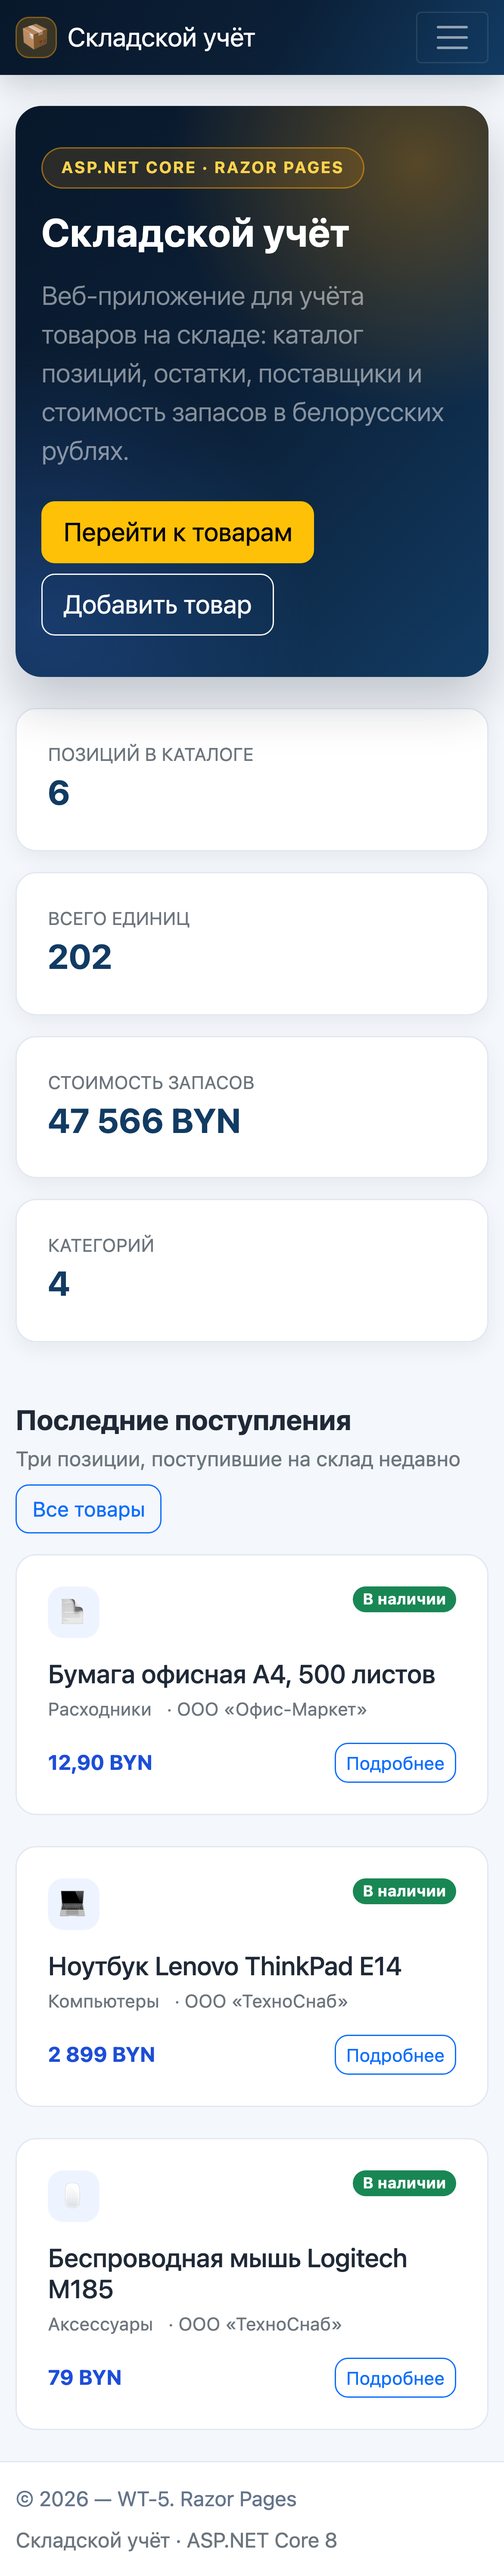 Складской учёт
ASP.NET CORE · RAZOR PAGES
Складской учёт
Веб-приложение для учёта
товаров на складе: каталог
позиций, остатки, поставщики и
стоимость запасов в белорусских
рублях.
Перейти к товарам
Добавить товар
ПОЗИЦИЙ В КАТАЛОГЕ
6
ВСЕГО ЕДИНИЦ
202
СТОИМОСТЬ ЗАПАСОВ
47 566 BYN
КАТЕГОРИЙ
4
Последние поступления
Три позиции, поступившие на склад недавно
Все товары
В наличии
Бумага офисная А4, 500 листов
Расходники · ООО «Офис-Маркет»
12,90 BYN Подробнее
В наличии
Ноутбук Lenovo ThinkPad E14
Компьютеры · ООО «ТехноСнаб»
2 899 BYN Подробнее
В наличии
Беспроводная мышь Logitech
M185
Аксессуары · ООО «ТехноСнаб»
79 BYN Подробнее
© 2026 — WT-5. Razor Pages
Складской учёт · ASP.NET Core 8